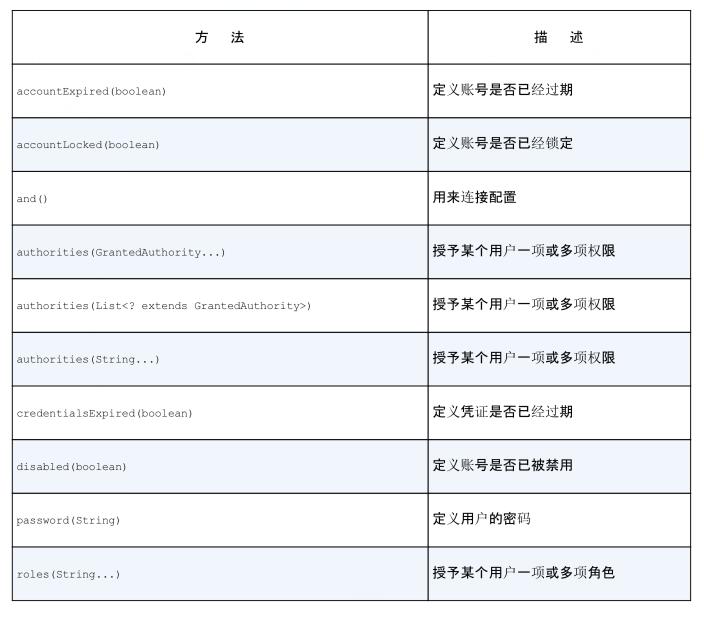 方 法 描 述
accountExpired(boolean) 定义账号是否已经过期
accountLocked(boolean) 定义账号是否已经锁定
and() 用来连接配置
authorities(GrantedAuthority...) 授予某个用户一项或多项权限
authorities(List<? extends GrantedAuthority>) 授予某个用户一项或多项权限
authorities(String...) 授予某个用户一项或多项权限
credentialsExpired(boolean) 定义凭证是否已经过期
disabled(boolean) 定义账号是否已被禁用
password(String) 定义用户的密码
roles(String...) 授予某个用户一项或多项角色